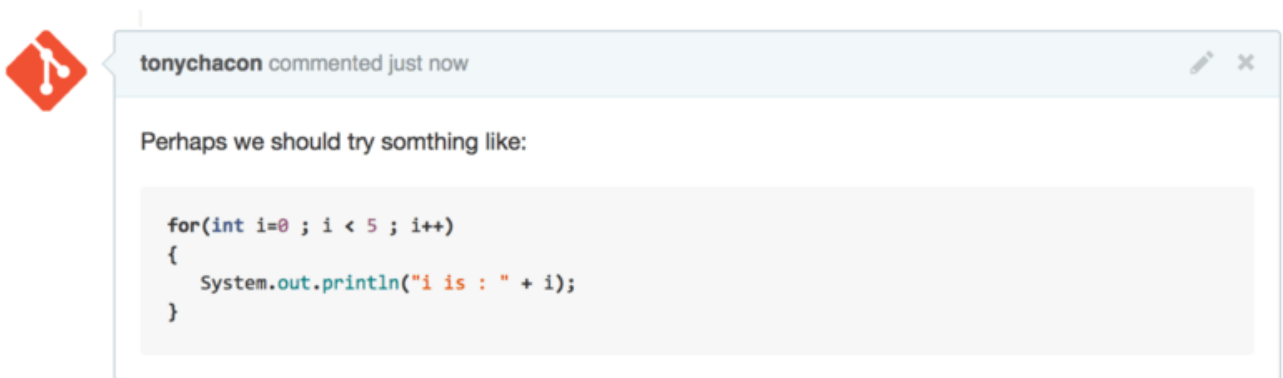 tonychacon commented just now
Perhaps we should try somthing like:
for(int i=0 ; i < 5 ; i++)
{
   System.out.println("i is : " + i);
}